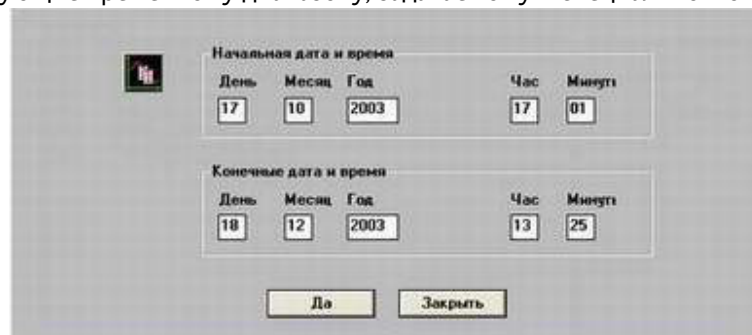 Начальная дата и время
День Месяц Год Час Минуты
17 10 2003 17 01
Конечные дата и время
День Месяц Год Час Минуты
18 12 2003 13 25
Да Закрыть